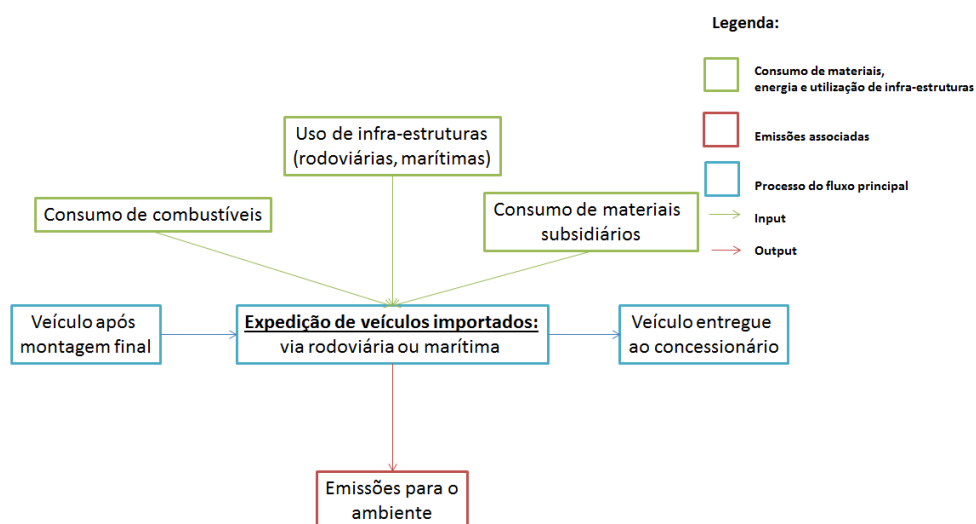 Legenda:
Consumo de materiais,
energia e utilização de infra-estruturas
Emissões associadas
Processo do fluxo principal
Input
Output
Uso de infra-estruturas
(rodoviárias, marítimas)
Consumo de combustíveis
Consumo de materiais
subsidiários
Veículo após
montagem final
Expedição de veículos importados:
via rodoviária ou marítima
Veículo entregue
ao concessionário
Emissões para o
ambiente